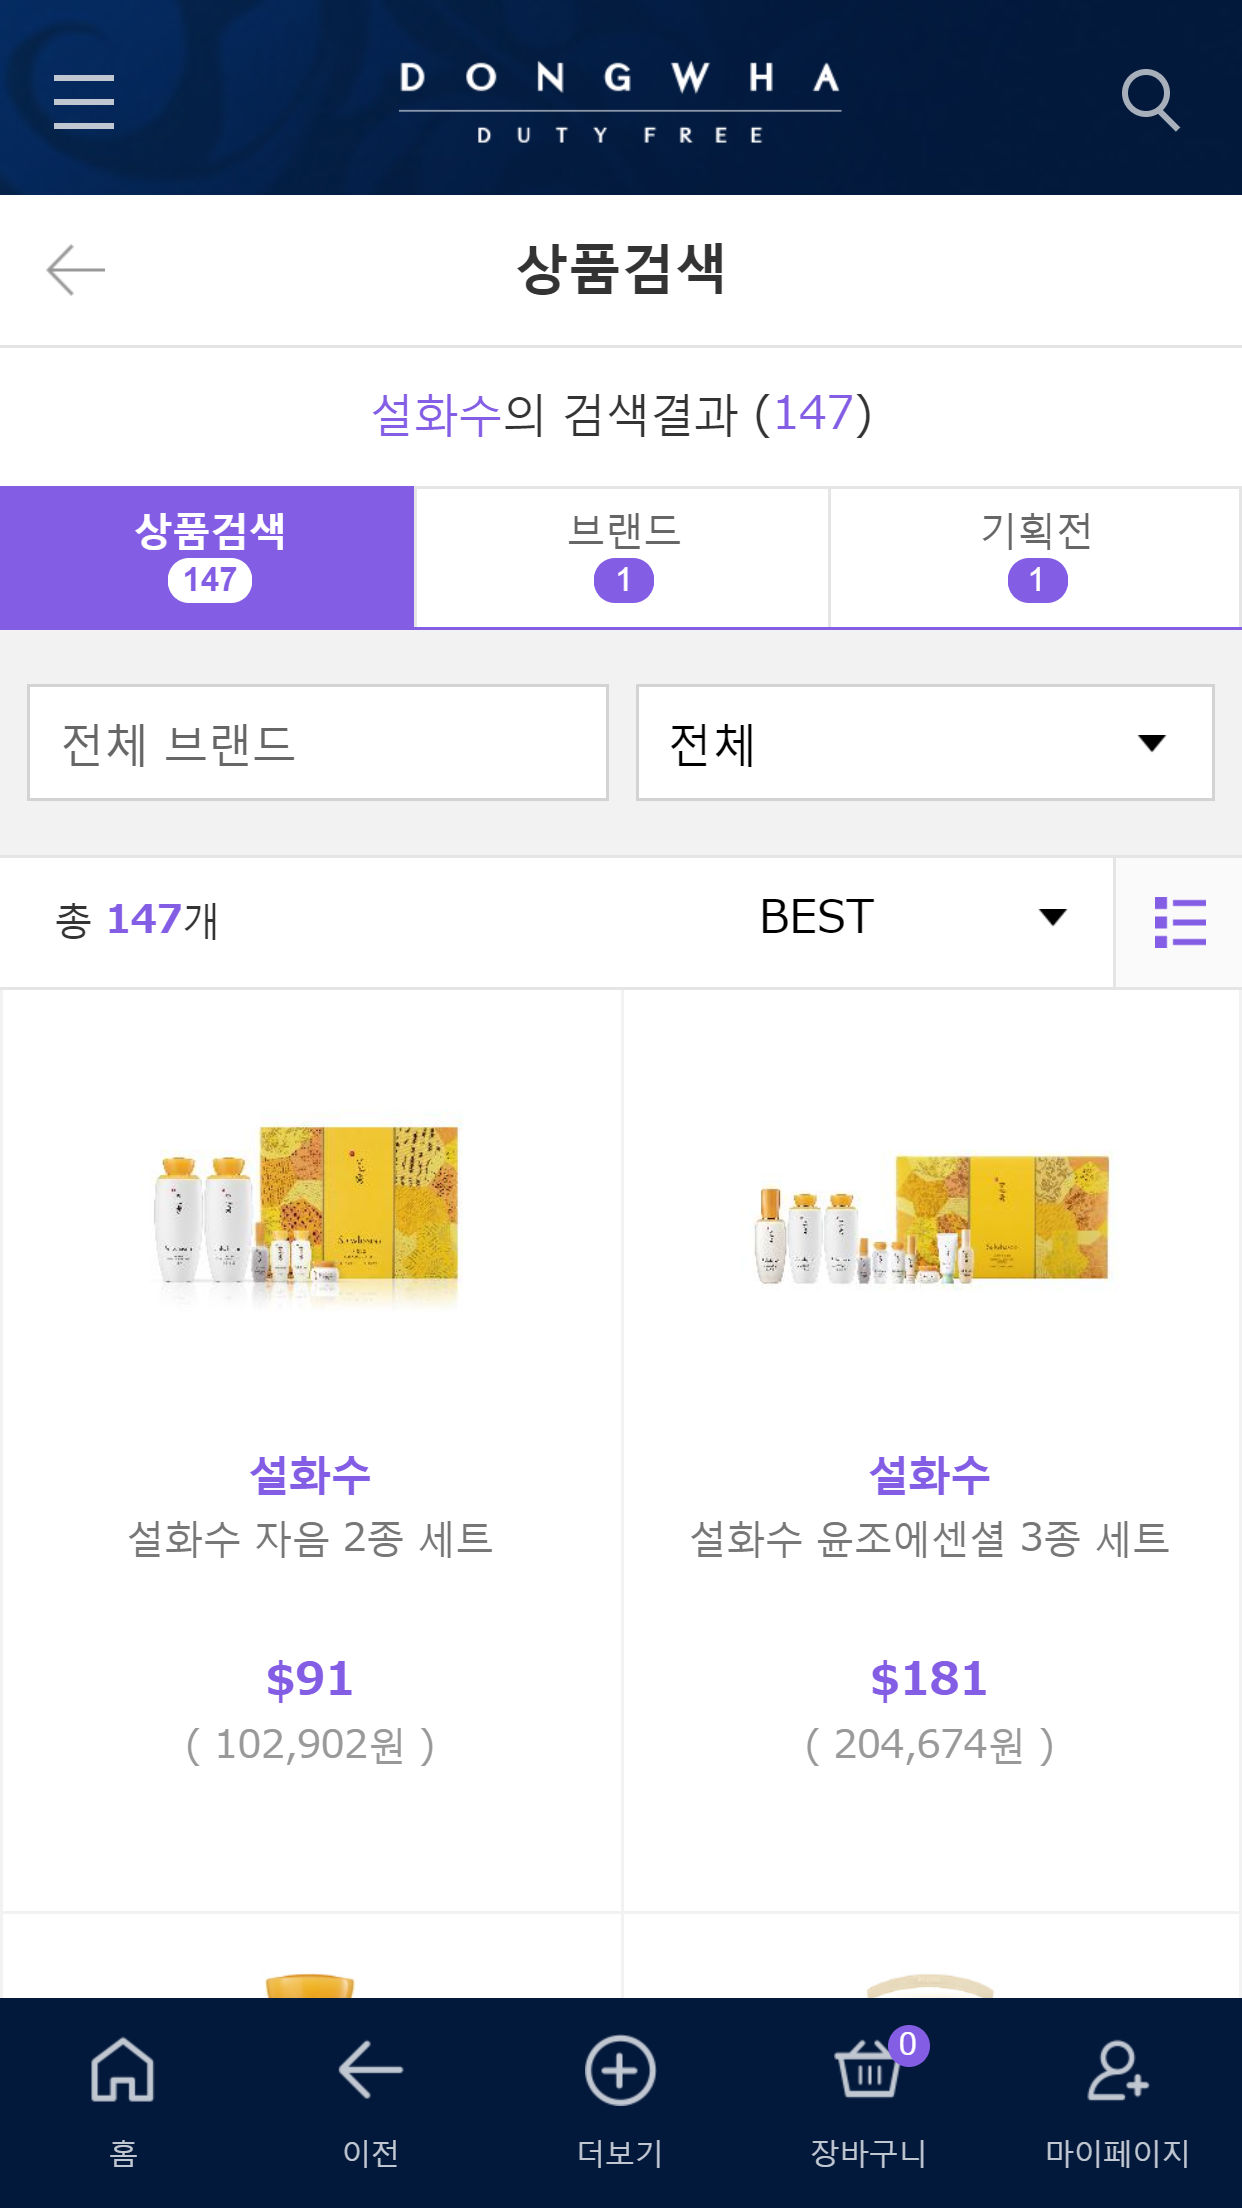 DONGWHA
DUTY FREE
상품검색
설화수의 검색결과 (147)
상품검색
147
브랜드
1
기획전
1
전체 브랜드
전체
총 147개
BEST
설화수
설화수 자음 2종 세트
$91
( 102,902원 )
설화수
설화수 윤조에센셜 3종 세트
$181
( 204,674원 )
홈
이전
더보기
0
장바구니
마이페이지